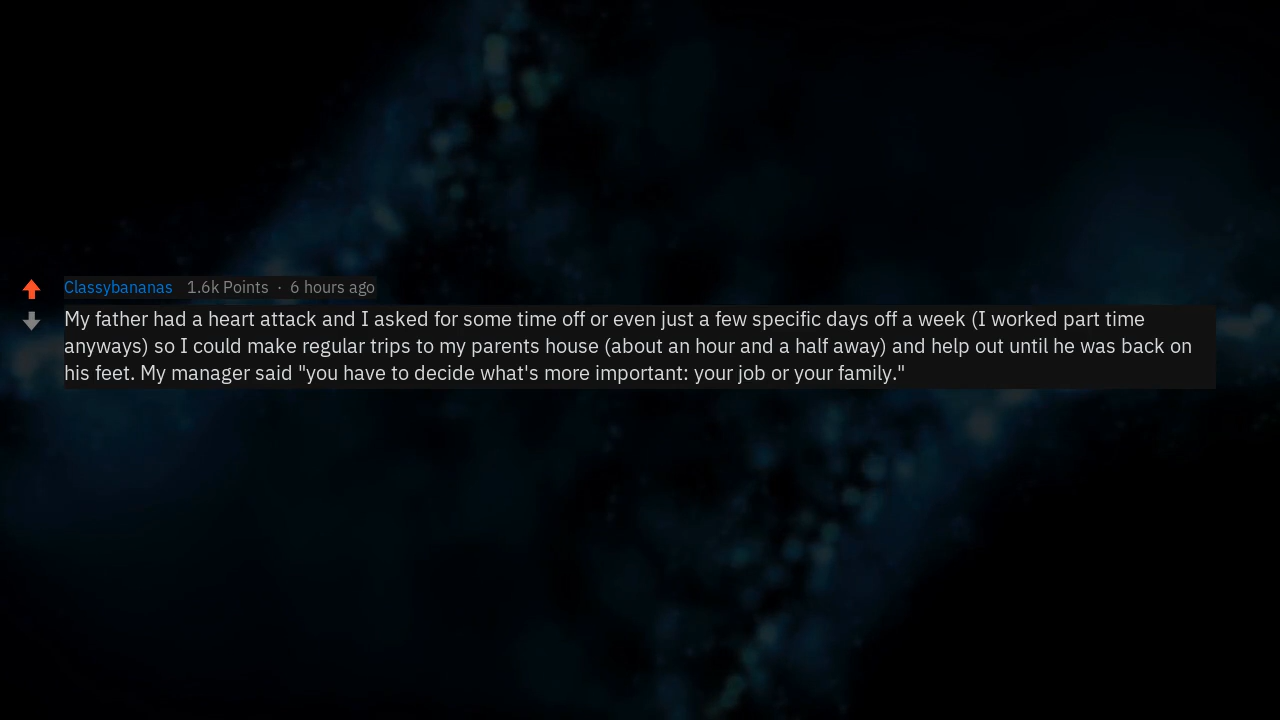 Classybananas 1.6k Points · 6 hours ago
My father had a heart attack and I asked for some time off or even just a few specific days off a week (I worked part time
anyways) so I could make regular trips to my parents house (about an hour and a half away) and help out until he was back on
his feet. My manager said "you have to decide what's more important: your job or your family."